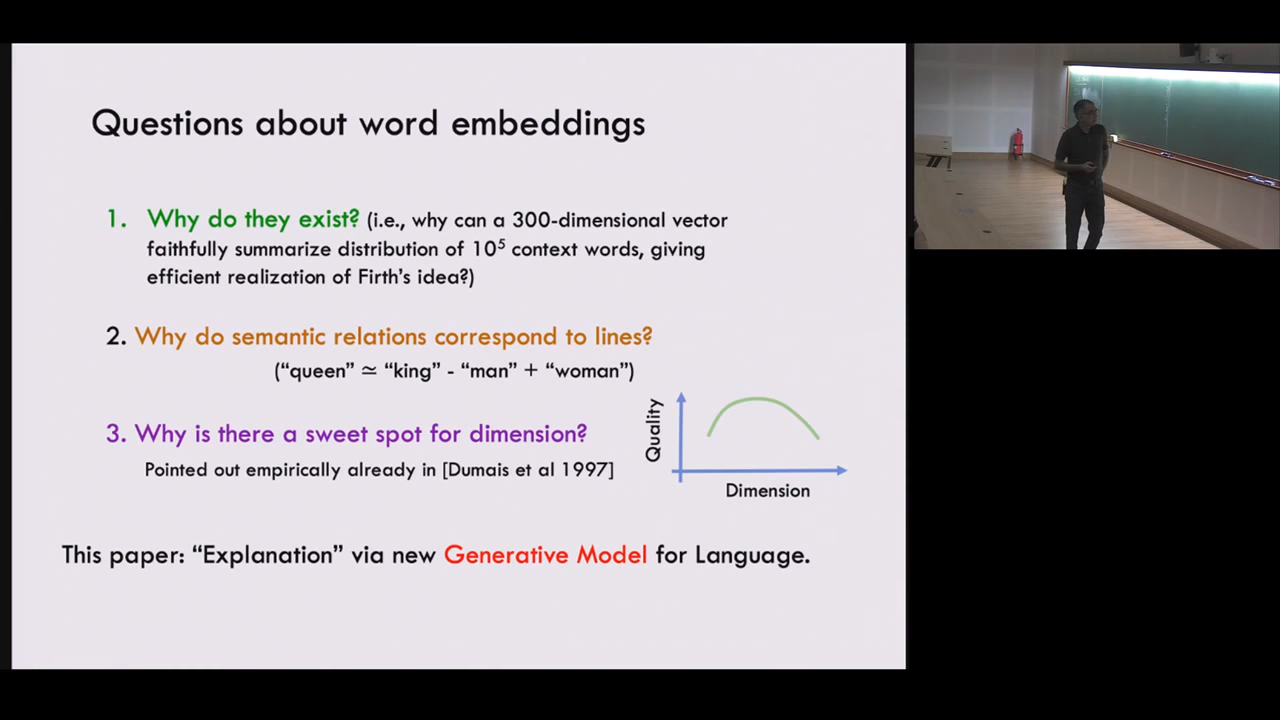 Questions about word embeddings
1. Why do they exist? (i.e., why can a 300-dimensional vector
faithfully summarize distribution of 10⁵ context words, giving
efficient realization of Firth's idea?)
2. Why do semantic relations correspond to lines?
("queen" ≃ "king" - "man" + "woman")
3. Why is there a sweet spot for dimension?
Pointed out empirically already in [Dumais et al 1997]
Quality
Dimension
This paper: "Explanation" via new Generative Model for Language.